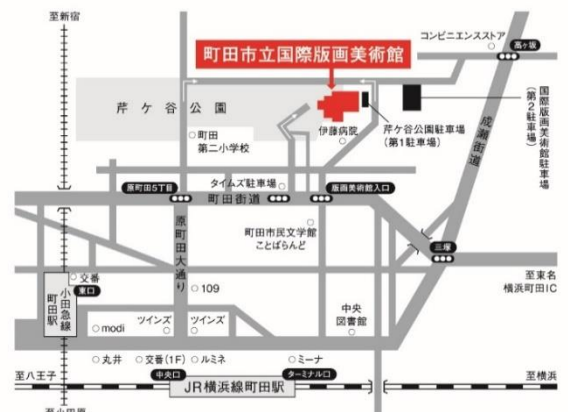 至新宿
コンビニエンスストア
高ヶ坂
町田市立国際版画美術館
芹ケ谷公園
町田
第二小学校
伊藤病院
芹ケ谷公園駐車場
(第1駐車場)
国際版画美術館駐車場
(第2駐車場)
成瀬街道
原町田5丁目
タイムズ駐車場
町田街道
版画美術館入口
原町田大通り
町田市民文学館
ことばらんど
三塚
至東名
横浜町田IC
交番
東口
小田急線
町田駅
109
modi
ツインズ
ツインズ
中央
図書館
丸井
交番(1F)
ルミネ
ミーナ
至八王子
中央口
ターミナル口
至横浜
JR横浜線町田駅
至小田原